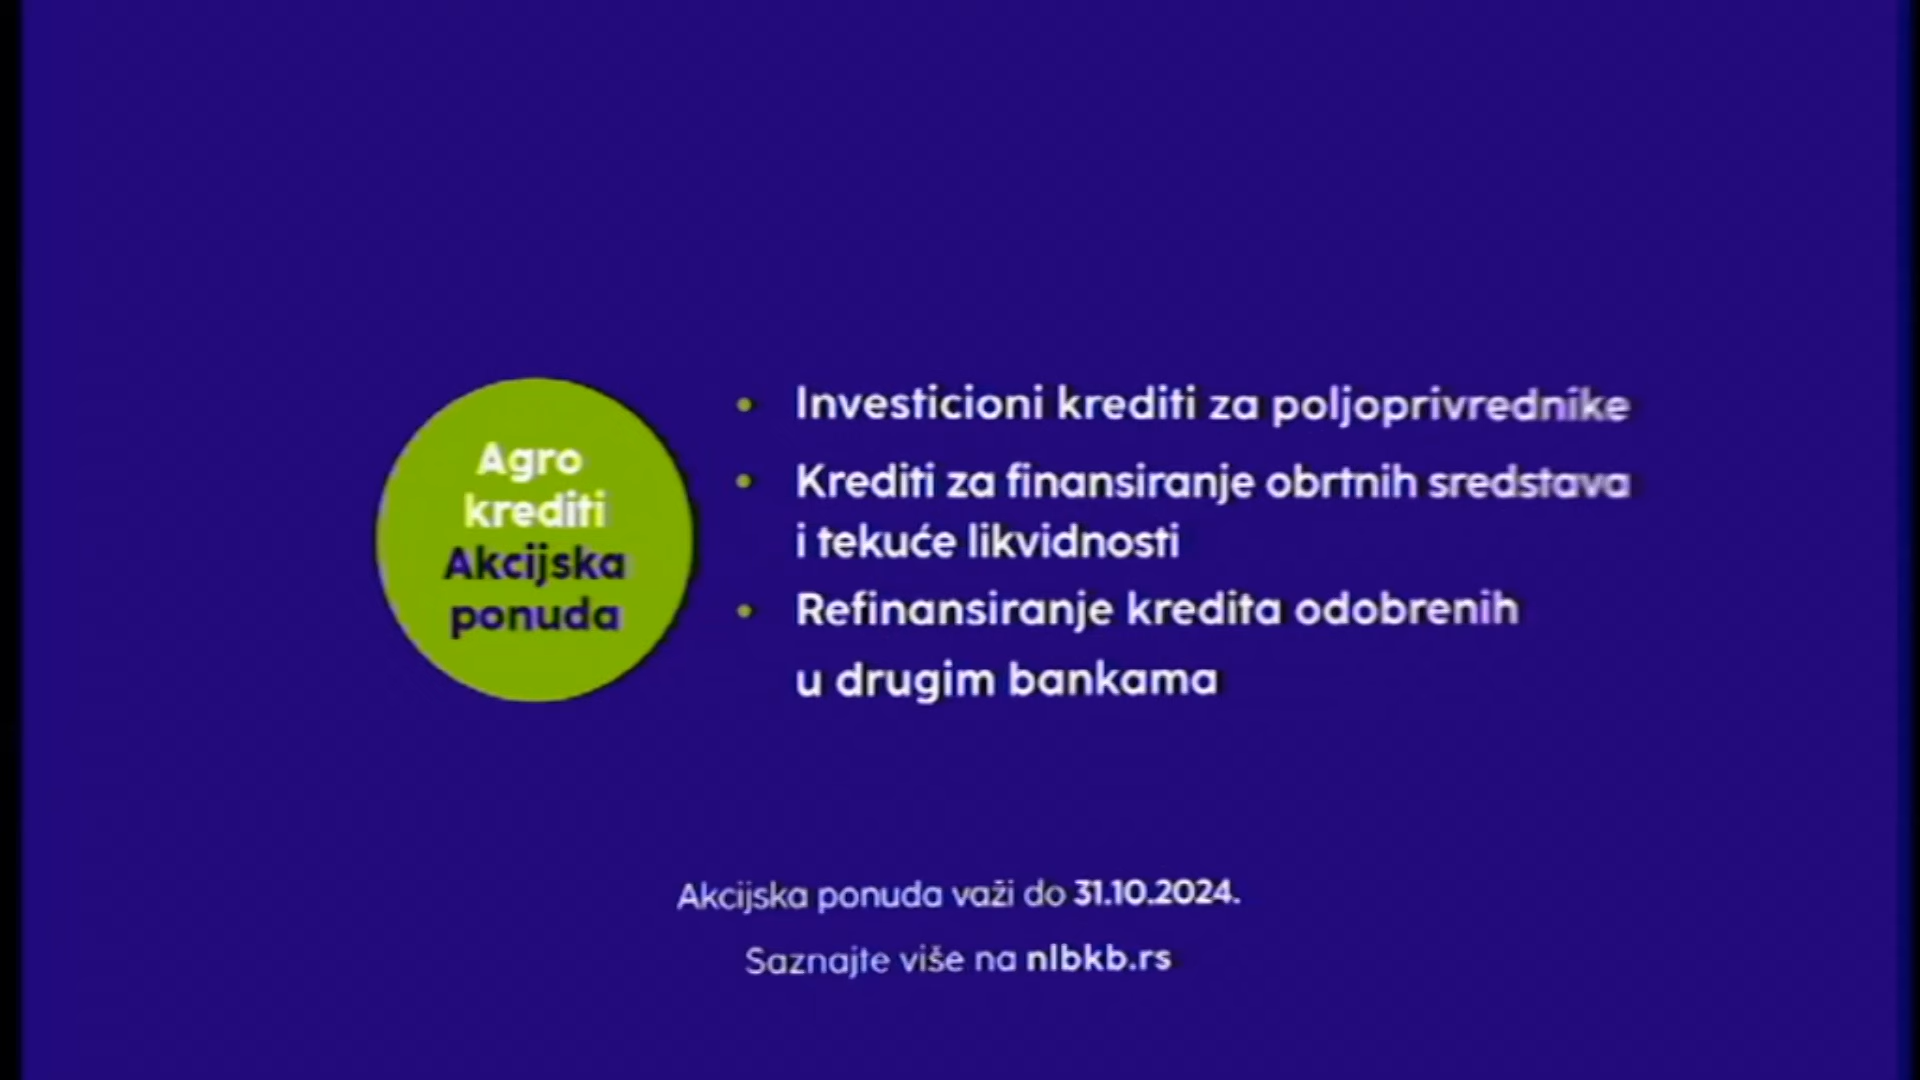 Agro
krediti
Akcijska
ponuda
• Investicioni krediti za poljoprivrednike
• Krediti za finansiranje obrtnih sredstava
i tekuće likvidnosti
• Refinansiranje kredita odobrenih
u drugim bankama
Akcijska ponuda važi do 31.10.2024.
Saznajte više na nlbkb.rs